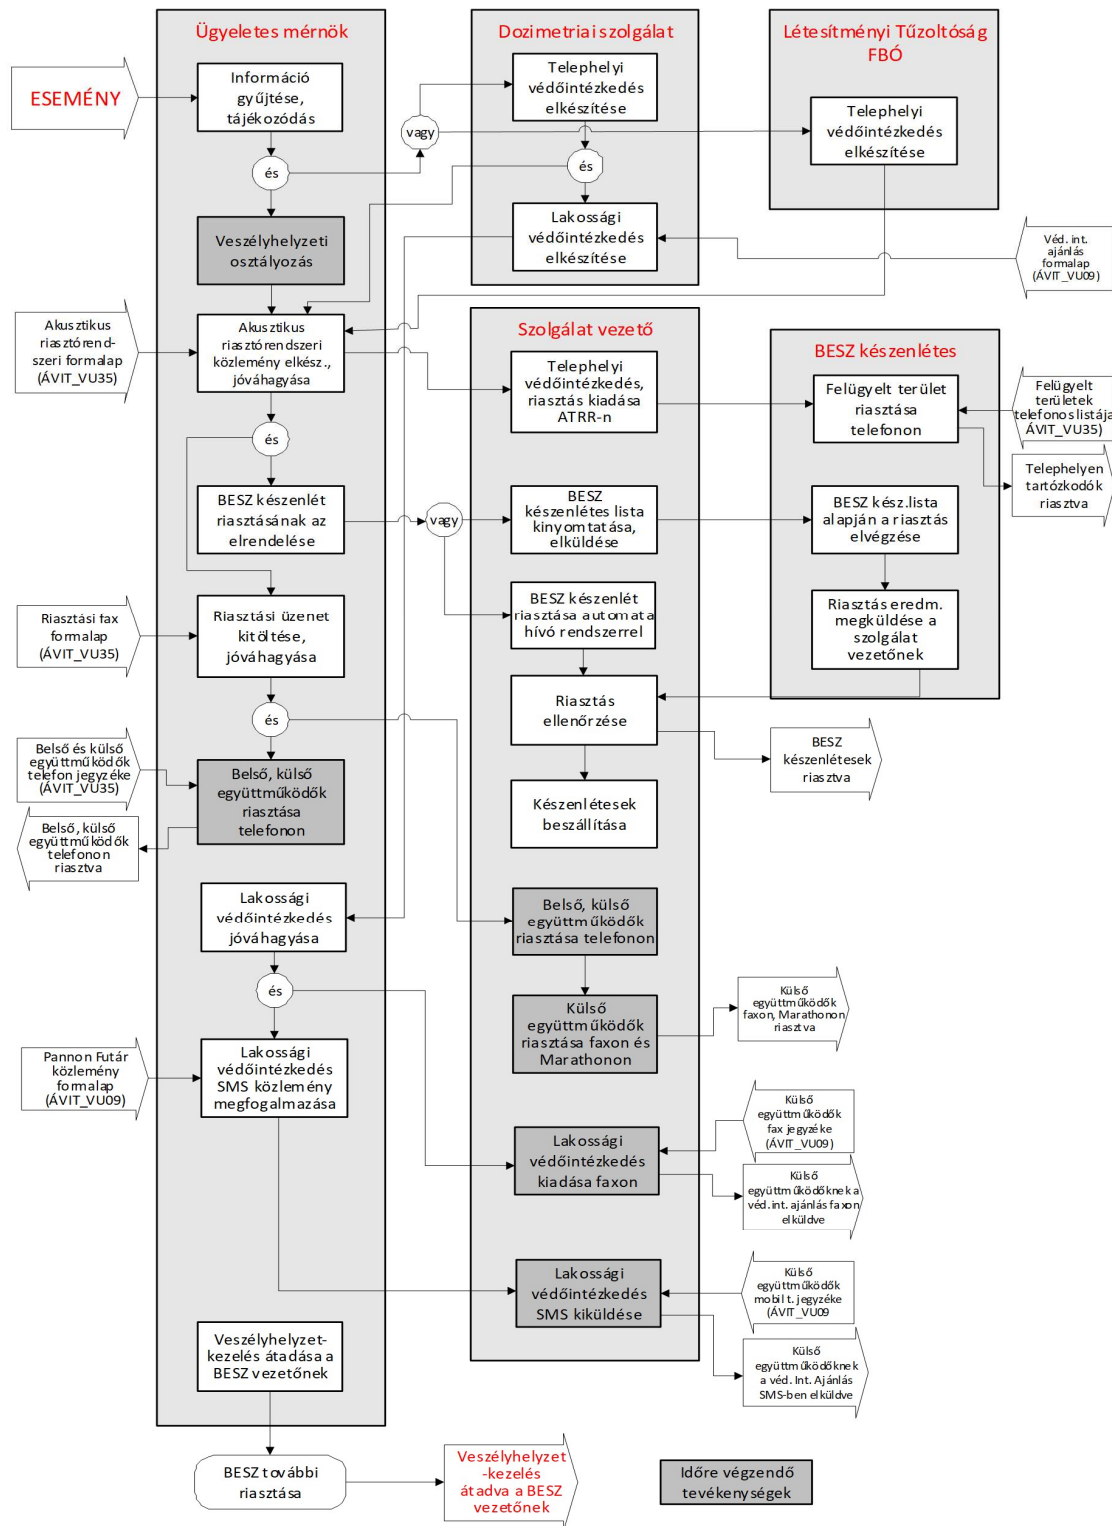 Ügyeletes mérnök
Dozimetriai szolgálat
Létesítményi Tűzoltóság
FBÓ
ESEMÉNY
Információ
gyűjtése,
tájékozódás
vagy
Telephelyi
védőintézkedés
elkészítése
Telephelyi
védőintézkedés
elkészítése
és
és
Veszélyhelyzeti
osztályozás
Lakossági
védőintézkedés
elkészítése
Véd. int.
ajánlás
formalap
(ÁVIT_VU09)
Akusztikus
riasztórend-
szeri formalap
(ÁVIT_VU35)
Akusztikus
riasztórendszeri
közlemény elkész.,
jóváhagyása
Szolgálat vezető
Telephelyi
védőintézkedés,
riasztás kiadása
ATRR-n
BESZ készenlétes
Felügyelt terület
riasztása
telefonon
Felügyelt
területek
telefonos listája
ÁVIT_VU35)
Telephelyen
tartózkodók
riasztva
és
BESZ készenlét
riasztásának az
elrendelése
vagy
BESZ
készenlétes lista
kinyomtatása,
elküldése
BESZ kész.lista
alapján a riasztás
elvégzése
Riasztási fax
formalap
(ÁVIT_VU35)
Riasztási üzenet
kitöltése,
jóváhagyása
BESZ készenlét
riasztása automata
hívó rendszerrel
Riasztás eredm.
megküldése a
szolgálat
vezetőnek
és
Riasztás
ellenőrzése
BESZ
készenlétesek
riasztva
Belső és külső
együttműködők
telefon jegyzéke
(ÁVIT_VU35)
Belső, külső
együttműködők
riasztása
telefonon
Készenlétesek
beszállítása
Belső, külső
együttműködők
telefonon
riasztva
Lakossági
védőintézkedés
jóváhagyása
Belső, külső
együttműködők
riasztása telefonon
és
Külső
együttműködők
riasztása faxon és
Marathonon
Külső
együttműködők
faxon, Marathonon
riasztva
Pannon Futár
közlemény
formalap
(ÁVIT_VU09)
Lakossági
védőintézkedés
SMS közlemény
megfogalmazása
Lakossági
védőintézkedés
kiadása faxon
Külső
együttműködők
fax jegyzéke
(ÁVIT_VU09)
Külső
együttműködőknek a
véd.int. ajánlás faxon
elküldve
Lakossági
védőintézkedés
SMS kiküldése
Külső
együttműködők
mobil t. jegyzéke
(ÁVIT_VU09
Külső
együttműködőknek
a véd. Int. Ajánlás
SMS-ben elküldve
Veszélyhelyzet-
kezelés átadása a
BESZ vezetőnek
BESZ további
riasztása
Veszélyhelyzet
-kezelés
átadva a BESZ
vezetőnek
Időre végzendő
tevékenységek